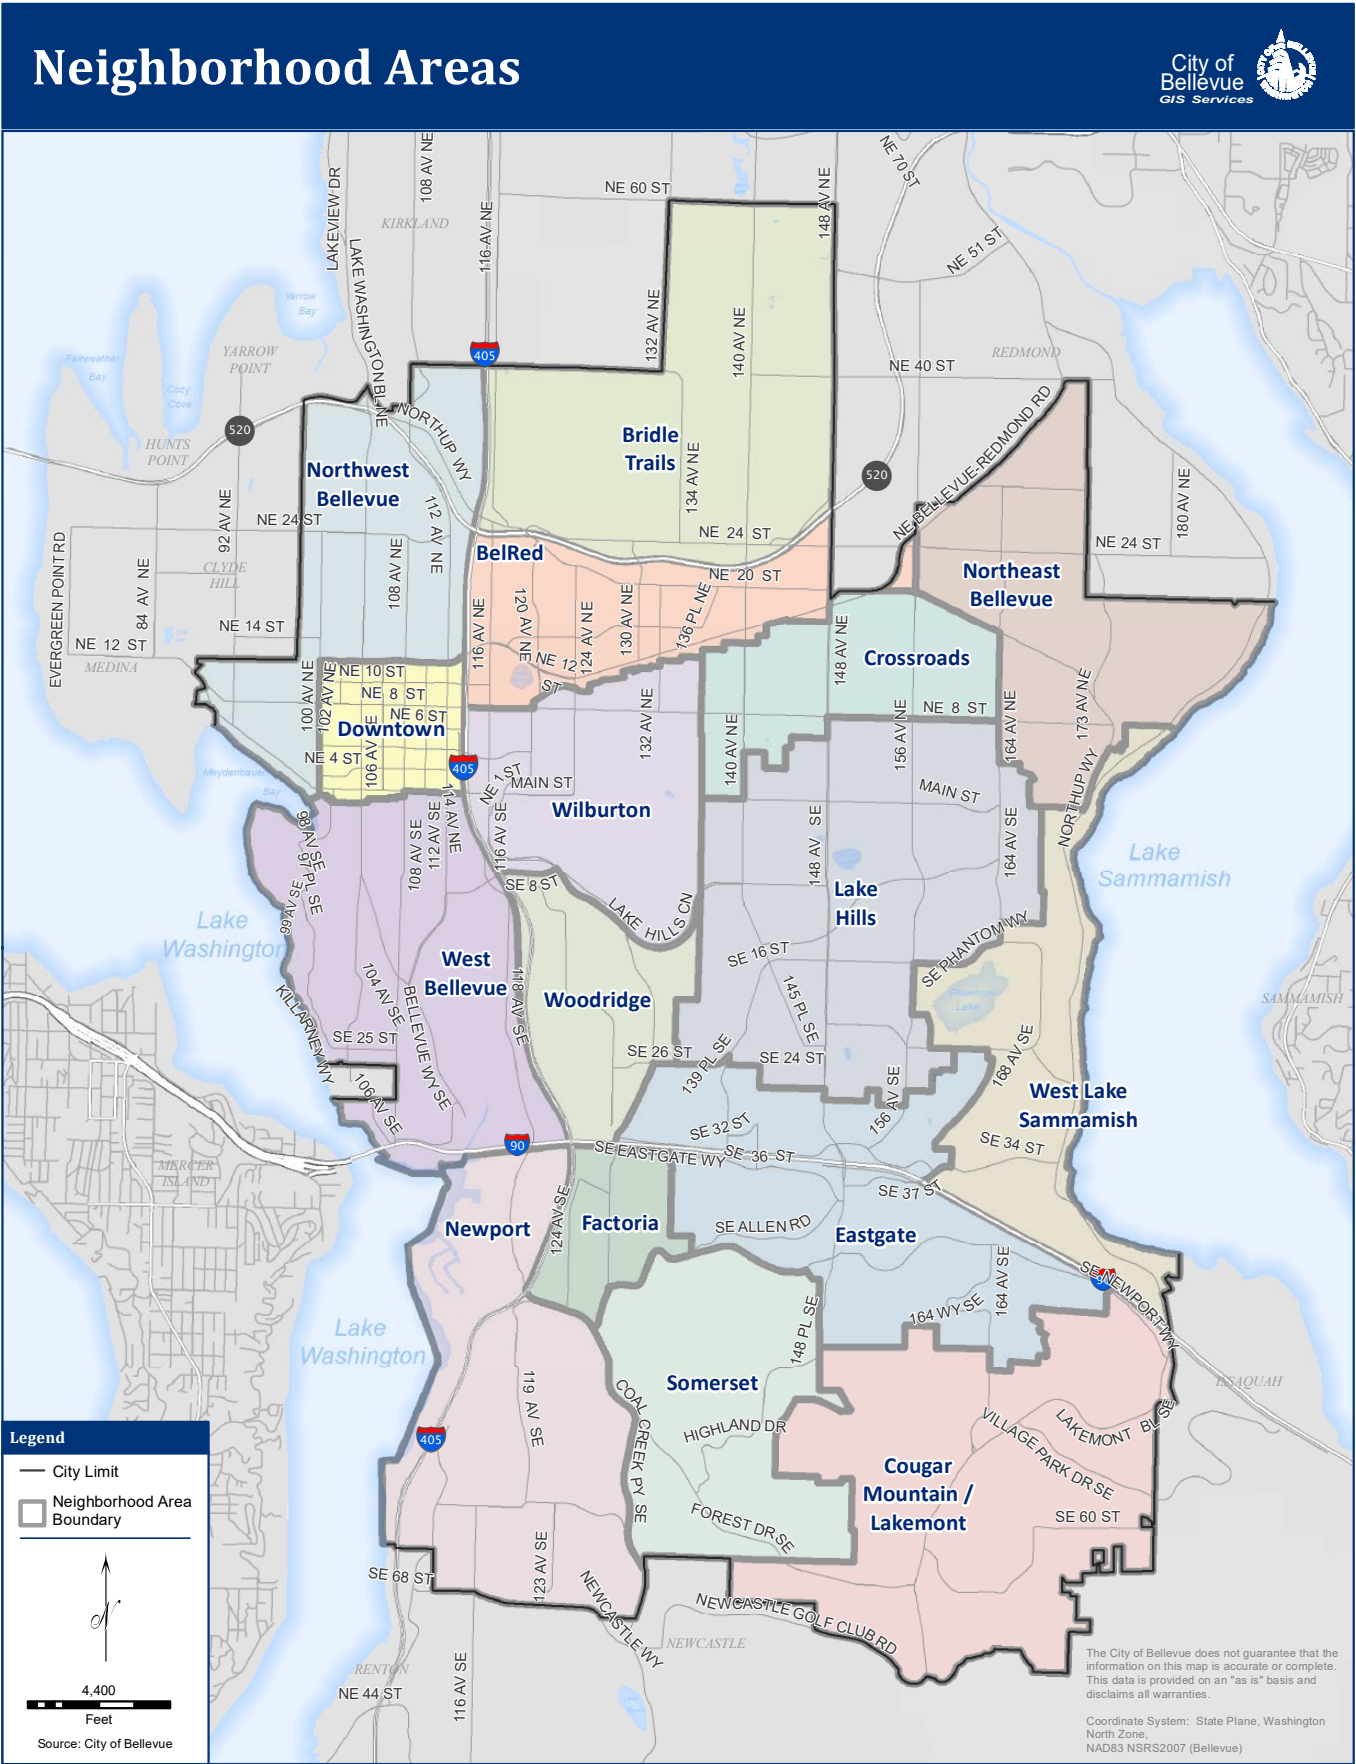 Neighborhood Areas
City of
Bellevue
GIS Services
LAKEVIEW DR
108 AV NE
116 AV NE
NE 60 ST
148 AV NE
NE 70 ST
KIRKLAND
LAKE WASHINGTON BL NE
NE 51 ST
Yarrow
Bay
132 AV NE
140 AV NE
405
YARROW
POINT
REDMOND
Fairweather
Bay
Cozy
Cove
NE 40 ST
NORTHUP WY
520
HUNTS
POINT
Bridle
Trails
134 AV NE
NE BELLEVUE-REDMOND RD
Northwest
Bellevue
520
92 AV NE
NE 24 ST
112 AV NE
180 AV NE
NE 24 ST
NE 24 ST
EVERGREEN POINT RD
84 AV NE
CLYDE
HILL
108 AV NE
BelRed
NE 20 ST
Northeast
Bellevue
NE 14 ST
NE 12 ST
MEDINA
116 AV NE
120 AV NE
124 AV NE
130 AV NE
136 PL NE
NE 12
ST
148 AV NE
Crossroads
100 AV NE
102 AV NE
NE 10 ST
NE 8 ST
NE 6 ST
Downtown
106 AV NE
NE 4 ST
132 AV NE
140 AV NE
156 AV NE
NE 8 ST
164 AV NE
173 AV NE
Meydenbauer
Bay
405
NE 1 ST
MAIN ST
MAIN ST
NORTHUP WY
Wilburton
98 AV SE
97 PL SE
99 AV SE
108 AV SE
112 AV SE
114 AV NE
116 AV SE
148 AV SE
164 AV SE
Lake
Sammamish
SE 8 ST
Lake
Hills
LAKE HILLS CN
Lake
Washington
SE PHANTOM WY
SE 16 ST
West
Bellevue
118 AV SE
Woodridge
104 AV SE
BELLEVUE WY SE
145 PL SE
Phantom
Lake
SAMMAMISH
KILLARNEY WY
SE 25 ST
SE 26 ST
139 PL SE
SE 24 ST
168 AV SE
106 AV SE
156 AV SE
West Lake
Sammamish
SE 32 ST
90
SE EASTGATE WY
SE 36 ST
SE 34 ST
MERCER
ISLAND
SE 37 ST
Newport
124 AV SE
Factoria
SE ALLEN RD
Eastgate
164 AV SE
SE NEWPORT WY
164 WY SE
148 PL SE
Lake
Washington
Somerset
119 AV SE
COAL CREEK PY SE
HIGHLAND DR
ISSAQUAH
VILLAGE PARK DR SE
LAKEMONT BL SE
405
Cougar
Mountain /
Lakemont
FOREST DR SE
SE 60 ST
SE 68 ST
123 AV SE
NEWCASTLE WY
NEWCASTLE GOLF CLUB RD
NEWCASTLE
RENTON
NE 44 ST
116 AV SE
Lake
Legend
City Limit
Neighborhood Area
Boundary
N
4,400
Feet
Source: City of Bellevue
The City of Bellevue does not guarantee that the
information on this map is accurate or complete.
This data is provided on an "as is" basis and
disclaims all warranties.
Coordinate System: State Plane, Washington
North Zone,
NAD83 NSRS2007 (Bellevue)